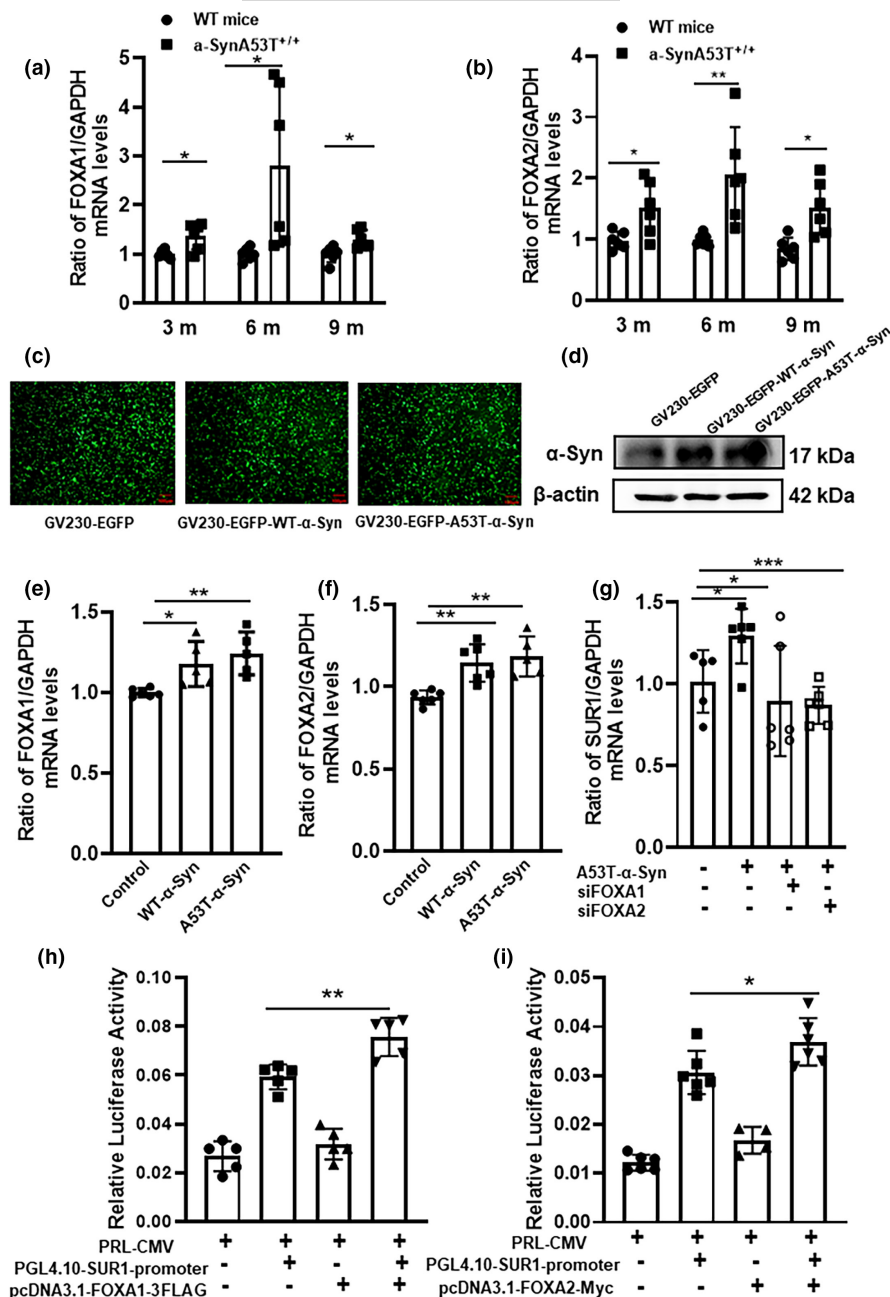 (a)
WT mice
a-SynA53T+/+
Ratio of FOXA1/GAPDH
mRNA levels
5
4
3
2
1
0
*
*
*
3 m
6 m
9 m
(b)
WT mice
a-SynA53T+/+
Ratio of FOXA2/GAPDH
mRNA levels
4
3
2
1
0
*
**
*
3 m
6 m
9 m
(c)
GV230-EGFP
GV230-EGFP-WT-α-Syn
GV230-EGFP-A53T-α-Syn
(d)
GV230-EGFP
GV230-EGFP-WT-α-Syn
GV230-EGFP-A53T-α-Syn
α-Syn
17 kDa
β-actin
42 kDa
(e)
Ratio of FOXA1/GAPDH
mRNA levels
1.5
1.0
0.5
0.0
*
**
Control
WT-α-Syn
A53T-α-Syn
(f)
Ratio of FOXA2/GAPDH
mRNA levels
1.5
1.0
0.5
0.0
**
**
Control
WT-α-Syn
A53T-α-Syn
(g)
Ratio of SUR1/GAPDH
mRNA levels
1.5
1.0
0.5
0.0
***
*
*
A53T-α-Syn - + + +
siFOXA1 - - + -
siFOXA2 - - - +
(h)
Relative Luciferase Activity
0.10
0.08
0.06
0.04
0.02
0.00
**
PRL-CMV + + + +
PGL4.10-SUR1-promoter - + - +
pcDNA3.1-FOXA1-3FLAG - - + +
(i)
Relative Luciferase Activity
0.05
0.04
0.03
0.02
0.01
0.00
*
PRL-CMV + + + +
PGL4.10-SUR1-promoter - + - +
pcDNA3.1-FOXA2-Myc - - + +